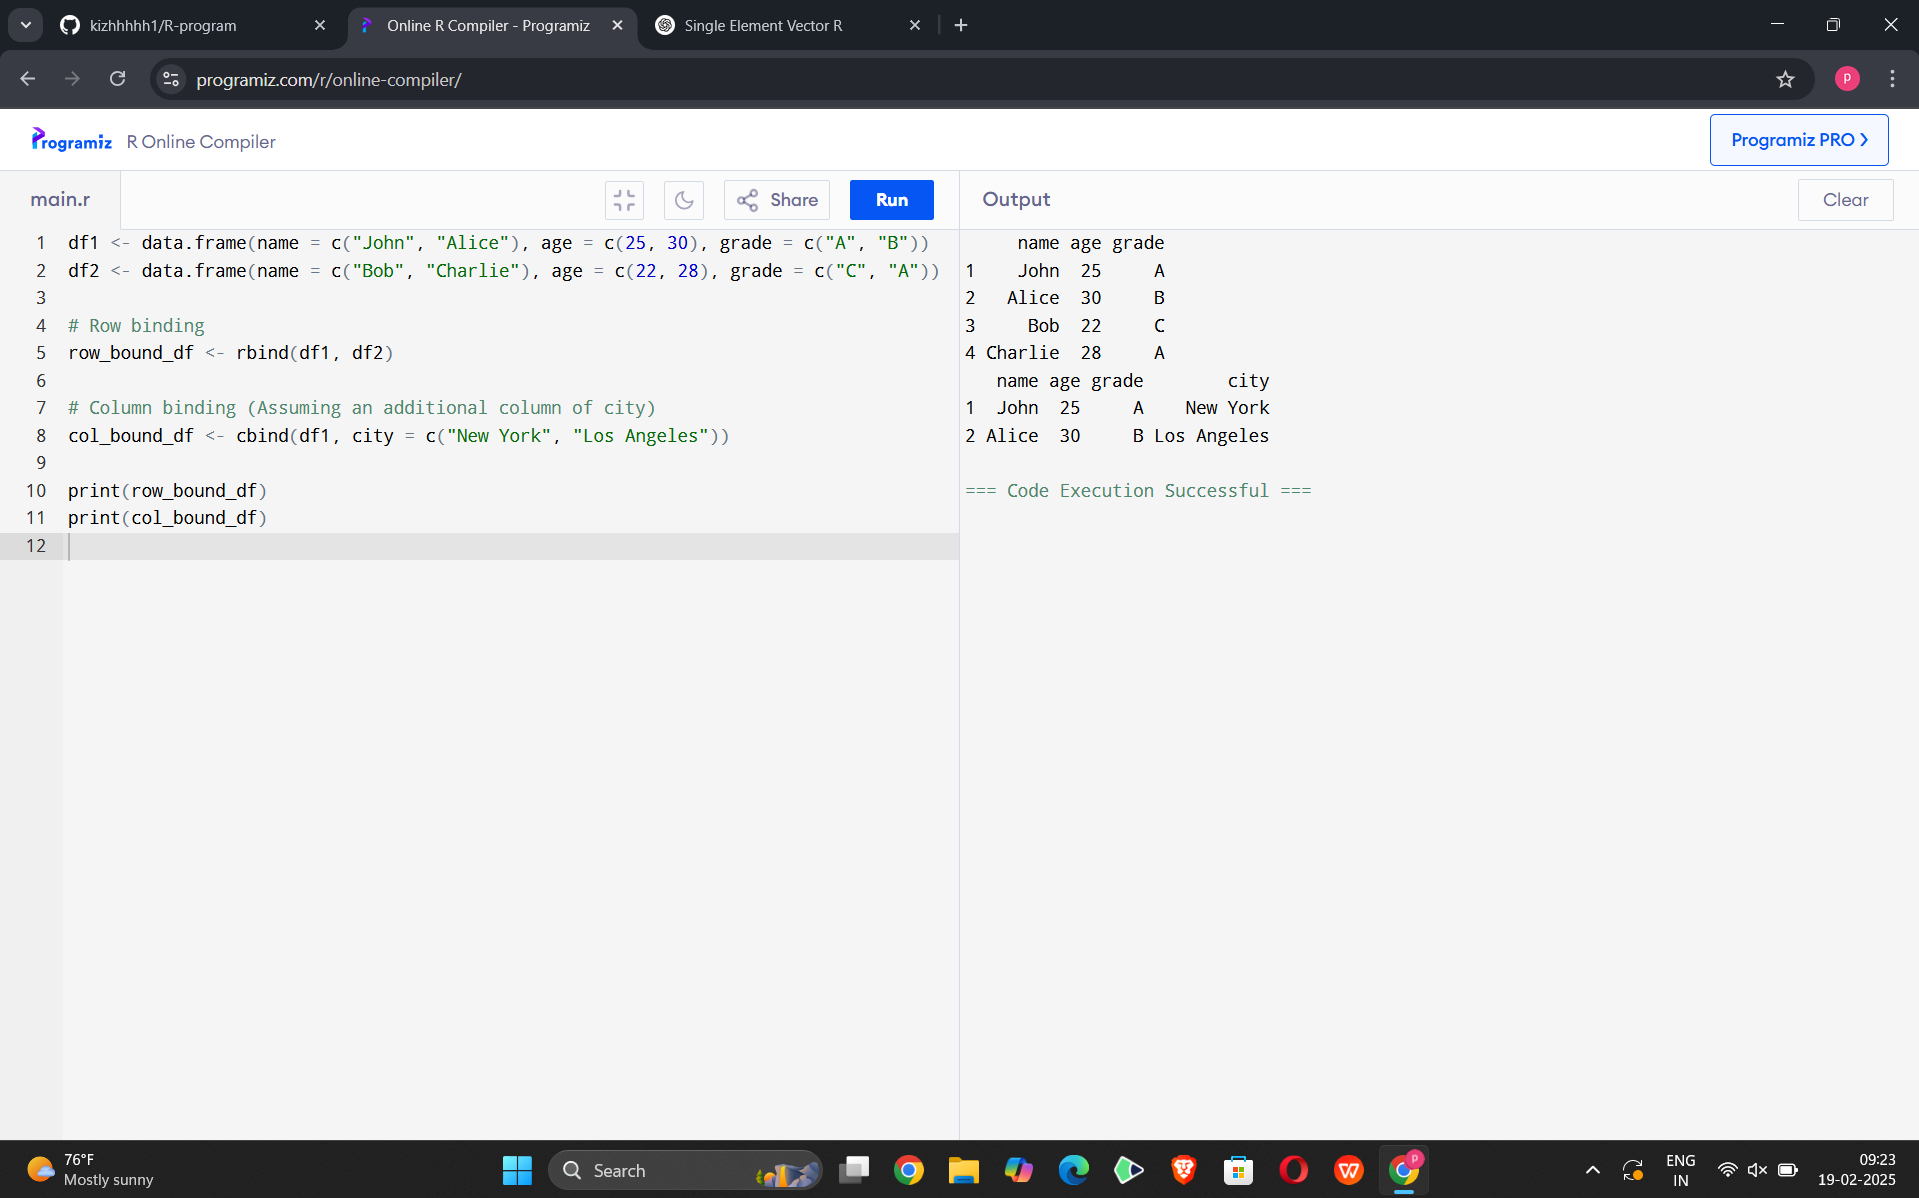 kizhhhhh1/R-program
Online R Compiler - Programiz
Single Element Vector R
programiz.com/r/online-compiler/
P
Programiz R Online Compiler
Programiz PRO
main.r
Share
Run
Output
Clear
1 df1 <- data.frame(name = c("John", "Alice"), age = c(25, 30), grade = c("A", "B"))
2 df2 <- data.frame(name = c("Bob", "Charlie"), age = c(22, 28), grade = c("C", "A"))
3
4 # Row binding
5 row_bound_df <- rbind(df1, df2)
6
7 # Column binding (Assuming an additional column of city)
8 col_bound_df <- cbind(df1, city = c("New York", "Los Angeles"))
9
10 print(row_bound_df)
11 print(col_bound_df)
12
name age grade
1 John 25 A
2 Alice 30 B
3 Bob 22 C
4 Charlie 28 A
name age grade city
1 John 25 A New York
2 Alice 30 B Los Angeles
=== Code Execution Successful ===
76°F
Mostly sunny
Search
P
ENG
IN
09:23
19-02-2025